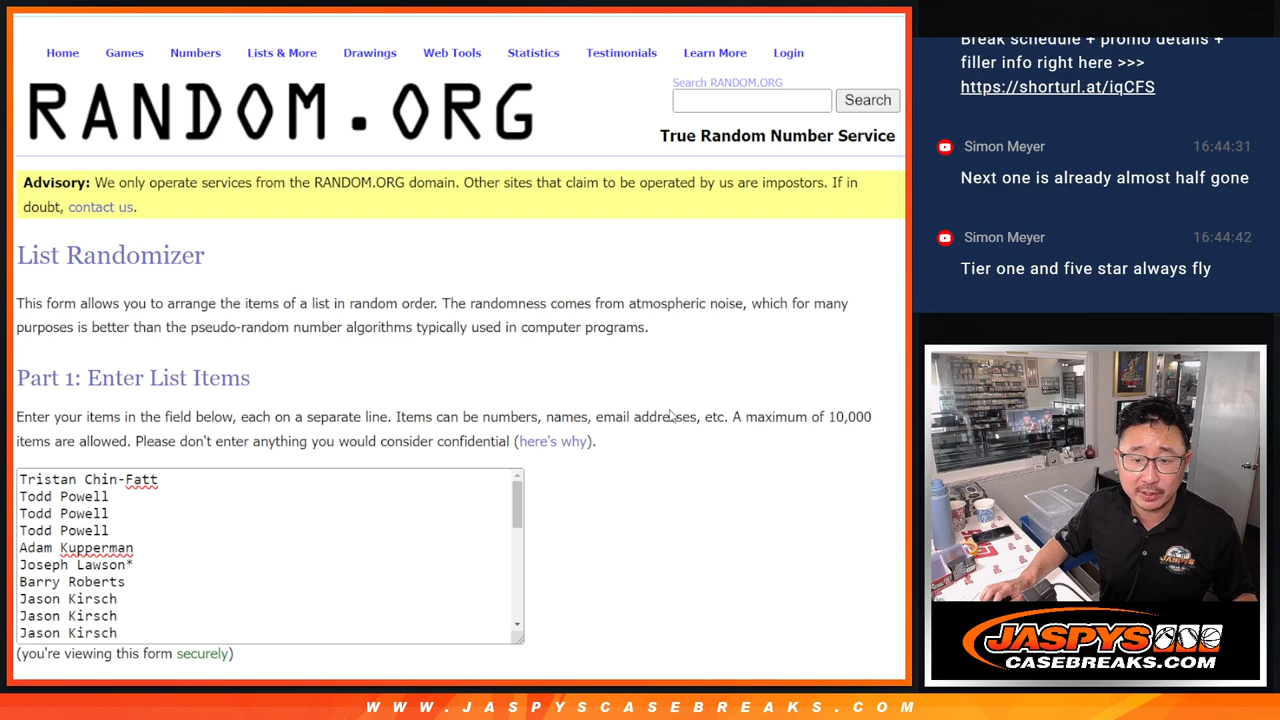 Home Games Numbers Lists & More Drawings Web Tools Statistics Testimonials Learn More Login
RANDOM.ORG
Search RANDOM.ORG
Search
True Random Number Service
Advisory: We only operate services from the RANDOM.ORG domain. Other sites that claim to be operated by us are impostors. If in
doubt, contact us.
List Randomizer
This form allows you to arrange the items of a list in random order. The randomness comes from atmospheric noise, which for many
purposes is better than the pseudo-random number algorithms typically used in computer programs.
Part 1: Enter List Items
Enter your items in the field below, each on a separate line. Items can be numbers, names, email addresses, etc. A maximum of 10,000
items are allowed. Please don't enter anything you would consider confidential (here's why).
Tristan Chin-Fatt
Todd Powell
Todd Powell
Todd Powell
Adam Kupperman
Joseph Lawson*
Barry Roberts
Jason Kirsch
Jason Kirsch
Jason Kirsch
(you're viewing this form securely)
Break schedule + promo details +
filler info right here >>>
https://shorturl.at/iqCFS
Simon Meyer 16:44:31
Next one is already almost half gone
Simon Meyer 16:44:42
Tier one and five star always fly
JASPYS
JASPYS
CASEBREAKS.COM
WWW.JASPYSCASEBREAKS.COM